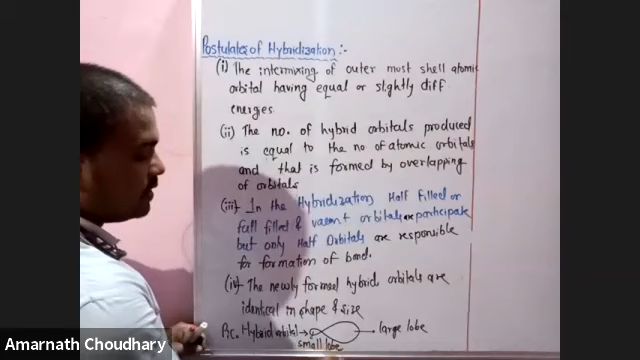 Postulates of Hybridization :-
(i) The intermixing of outer most shell atomic
orbital having equal or slightly diff
energies.
(ii) The no. of hybrid orbitals produced
is equal to the no of atomic orbitals
and that is formed by overlapping
of orbitals
(iii) In the Hybridization, Half filled or
full filled & vacant orbitals are participate
but only Half Orbitals are responsible
for formation of bond.
(iv) The newly formed hybrid orbitals are
identical in shape & size
Hybrid orbital → large lobe
small lobe
Amarnath Choudhary